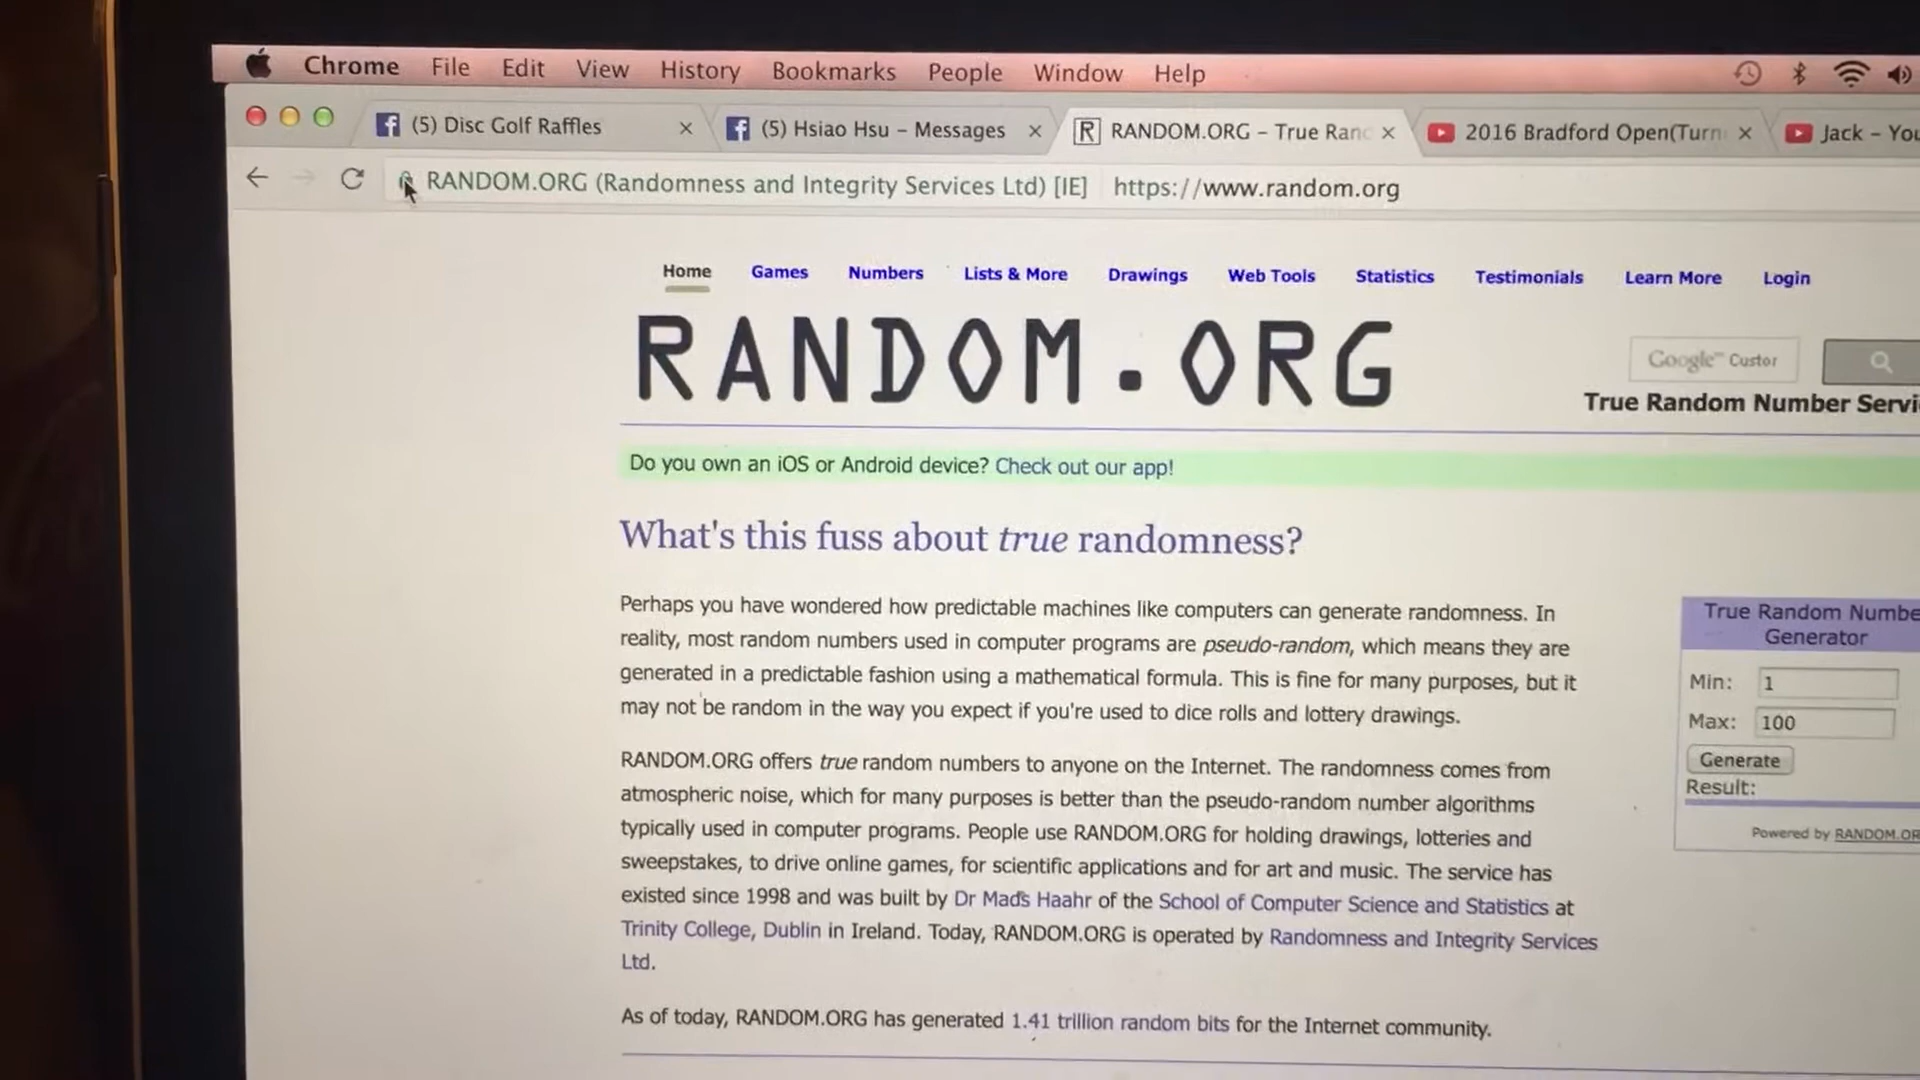 Chrome File Edit View History Bookmarks People Window Help
(5) Disc Golf Raffles
(5) Hsiao Hsu – Messages
RANDOM.ORG – True Ran
2016 Bradford Open(Turn
Jack – You
RANDOM.ORG (Randomness and Integrity Services Ltd) [IE] https://www.random.org
Home Games Numbers Lists & More Drawings Web Tools Statistics Testimonials Learn More Login
RANDOM.ORG
Google™ Custor
True Random Number Servi
Do you own an iOS or Android device? Check out our app!
What's this fuss about true randomness?
Perhaps you have wondered how predictable machines like computers can generate randomness. In
reality, most random numbers used in computer programs are pseudo-random, which means they are
generated in a predictable fashion using a mathematical formula. This is fine for many purposes, but it
may not be random in the way you expect if you're used to dice rolls and lottery drawings.
RANDOM.ORG offers true random numbers to anyone on the Internet. The randomness comes from
atmospheric noise, which for many purposes is better than the pseudo-random number algorithms
typically used in computer programs. People use RANDOM.ORG for holding drawings, lotteries and
sweepstakes, to drive online games, for scientific applications and for art and music. The service has
existed since 1998 and was built by Dr Mads Haahr of the School of Computer Science and Statistics at
Trinity College, Dublin in Ireland. Today, RANDOM.ORG is operated by Randomness and Integrity Services
Ltd.
As of today, RANDOM.ORG has generated 1.41 trillion random bits for the Internet community.
True Random Numbe
Generator
Min: 1
Max: 100
Generate
Result:
Powered by RANDOM.OR